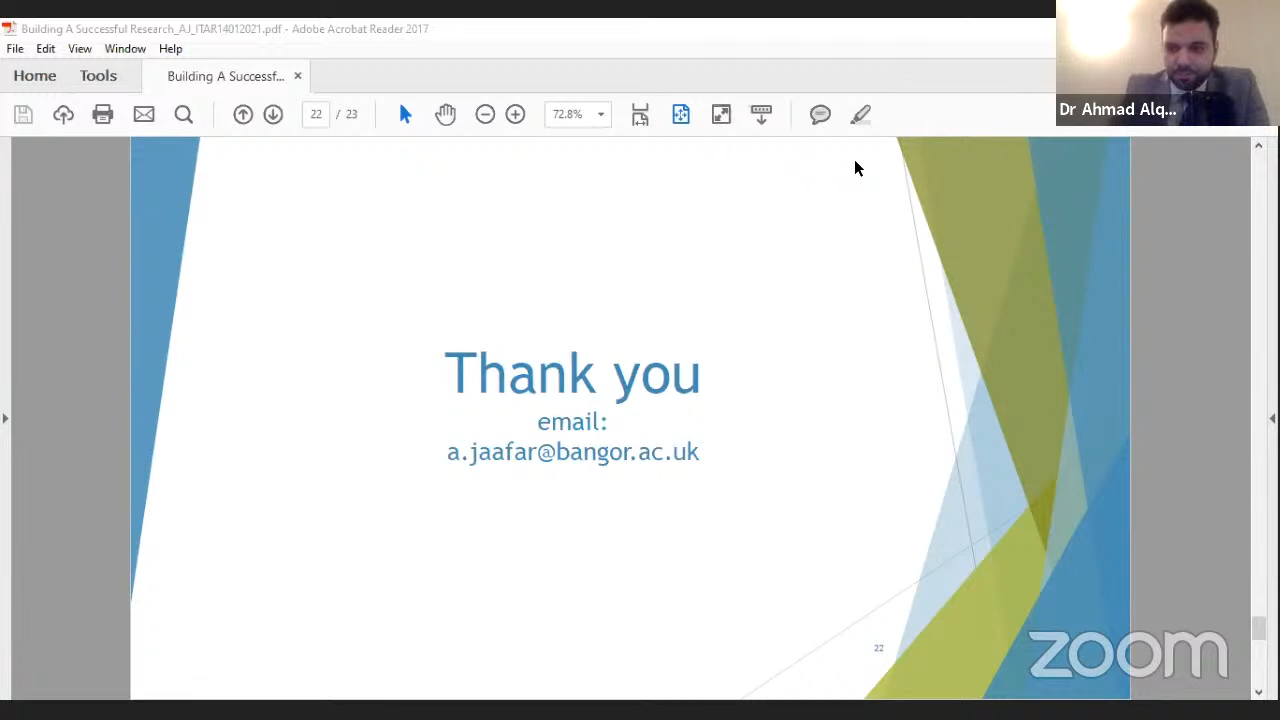 Building A Successful Research_AJ_ITAR14012021.pdf - Adobe Acrobat Reader 2017
File Edit View Window Help
Home Tools Building A Successf... ×
22 / 23 72.8%
Dr Ahmad Alq...
Thank you
email:
a.jaafar@bangor.ac.uk
22
zoom